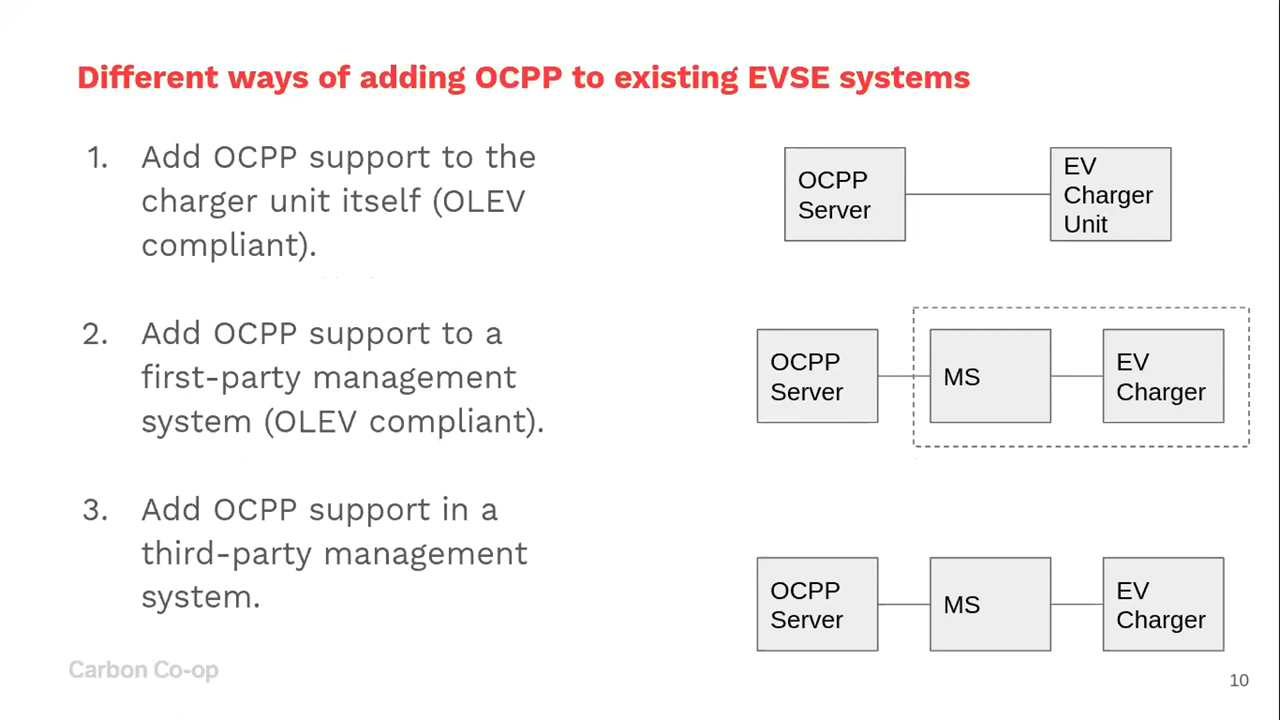 Different ways of adding OCPP to existing EVSE systems
1. Add OCPP support to the
charger unit itself (OLEV
compliant).
OCPP
Server
EV
Charger
Unit
2. Add OCPP support to a
first-party management
system (OLEV compliant).
OCPP
Server
MS
EV
Charger
3. Add OCPP support in a
third-party management
system.
OCPP
Server
MS
EV
Charger
Carbon Co-op
10